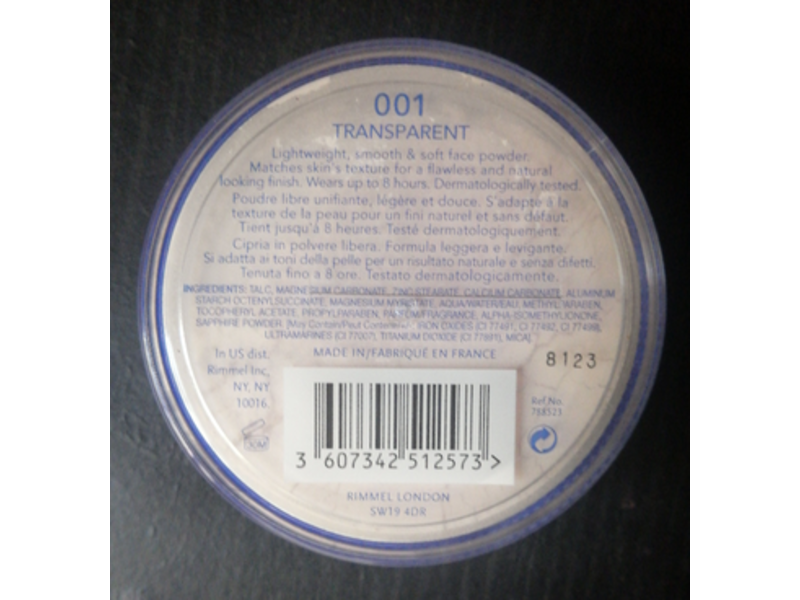 001
TRANSPARENT
Lightweight, smooth & soft face powder.
Matches skin's texture for a flawless and natural
looking finish. Wears up to 8 hours. Dermatologically tested.
Poudre libre unifiante, légère et douce. S'adapte à la
texture de la peau pour un fini naturel et sans défaut.
Tient jusqu'à 8 heures. Testé dermatologiquement.
Cipria in polvere libera. Formula leggera e levigante.
Si adatta ai toni della pelle per un risultato naturale e senza difetti.
Tenuta fino a 8 ore. Testato dermatologicamente.
INGREDIENTS: TALC, MAGNESIUM CARBONATE, ZINC STEARATE, CALCIUM CARBONATE, ALUMINUM
STARCH OCTENYLSUCCINATE, MAGNESIUM MYRISTATE, AQUA/WATER/EAU, METHYLPARABEN,
TOCOPHERYL ACETATE, PROPYLPARABEN, PARFUM/FRAGRANCE, ALPHA-ISOMETHYLIONONE,
SAPPHIRE POWDER, [May Contain/Peut Contenir/+/-: IRON OXIDES (CI 77491, CI 77492, CI 77499),
ULTRAMARINES (CI 77007), TITANIUM DIOXIDE (CI 77891), MICA]
In US dist. MADE IN/FABRIQUÉ EN FRANCE 8123
Rimmel Inc,
NY, NY
10016 Ref.No.
788523
30M
3 607342 512573 >
RIMMEL LONDON
SW19 4DR